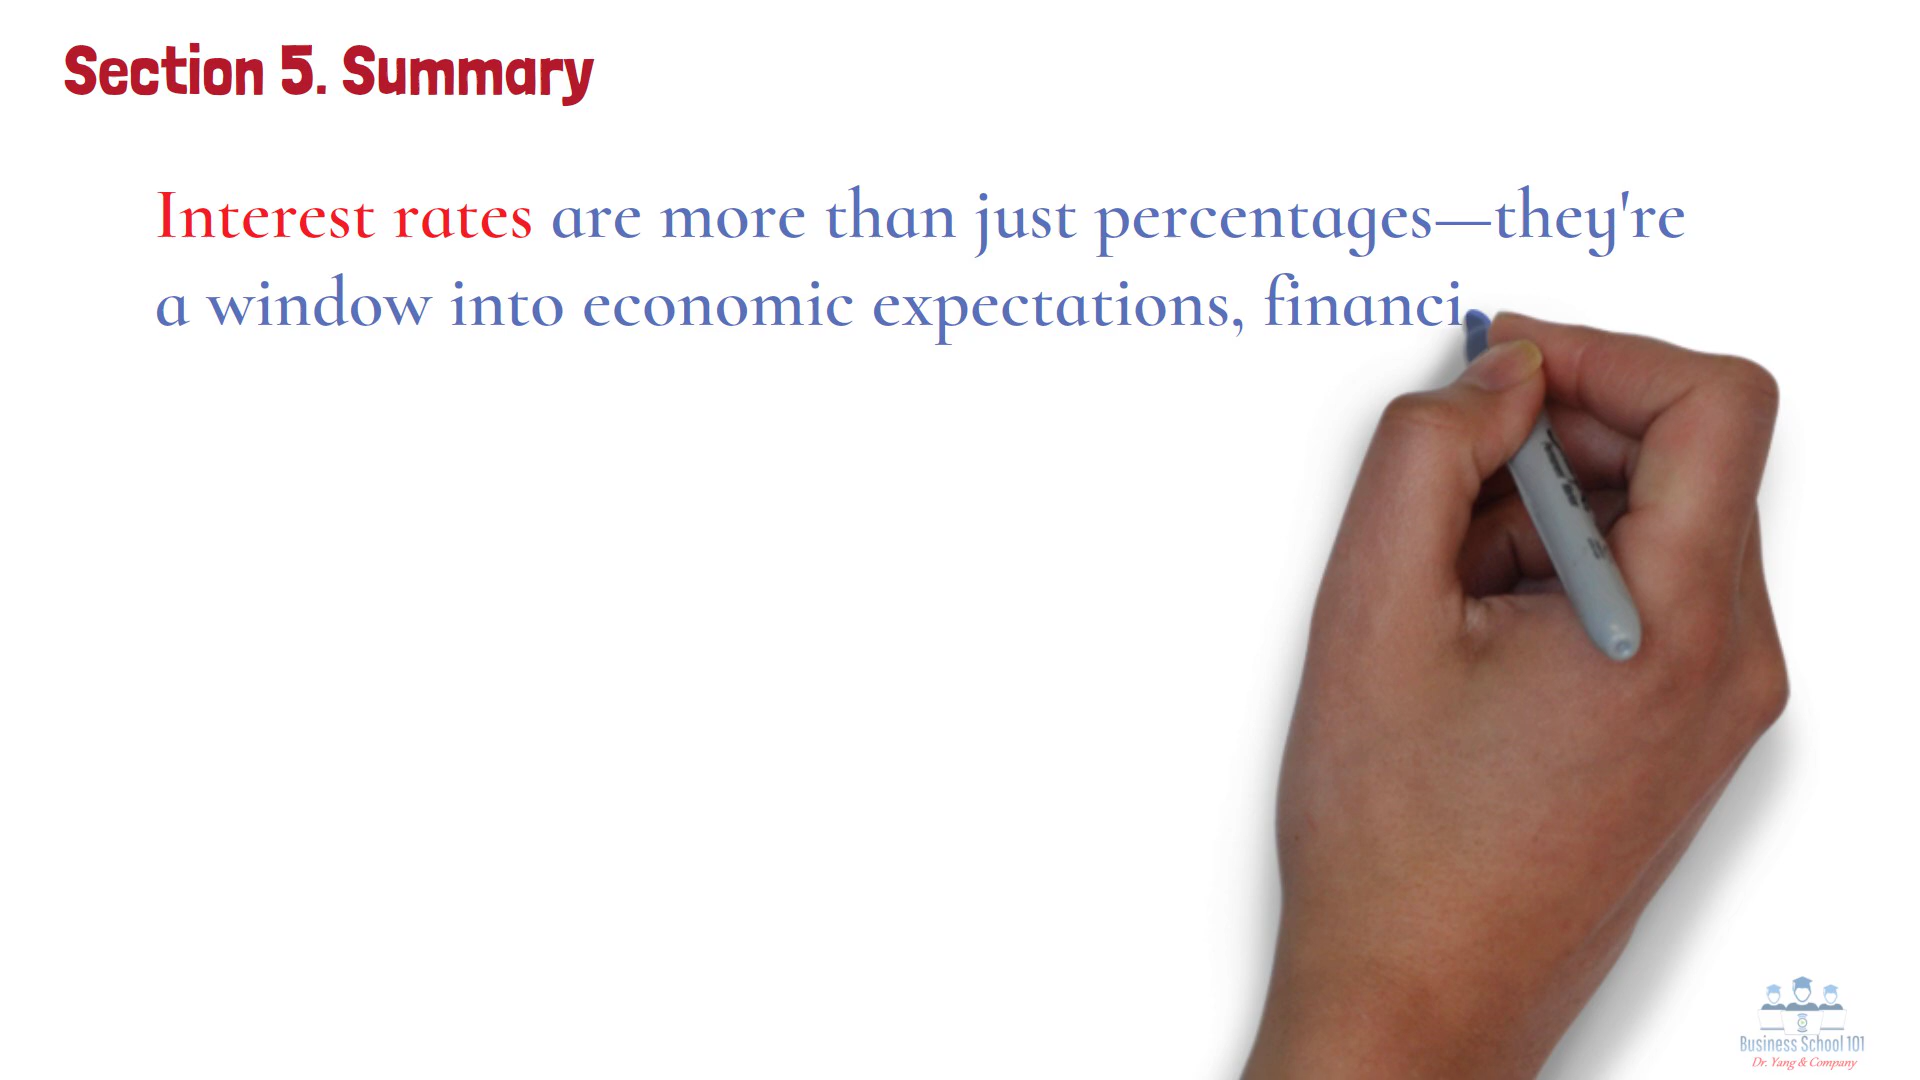 Section 5. Summary
Interest rates are more than just percentages—they're
a window into economic expectations, financi
Business School 101
Dr. Yang & Company